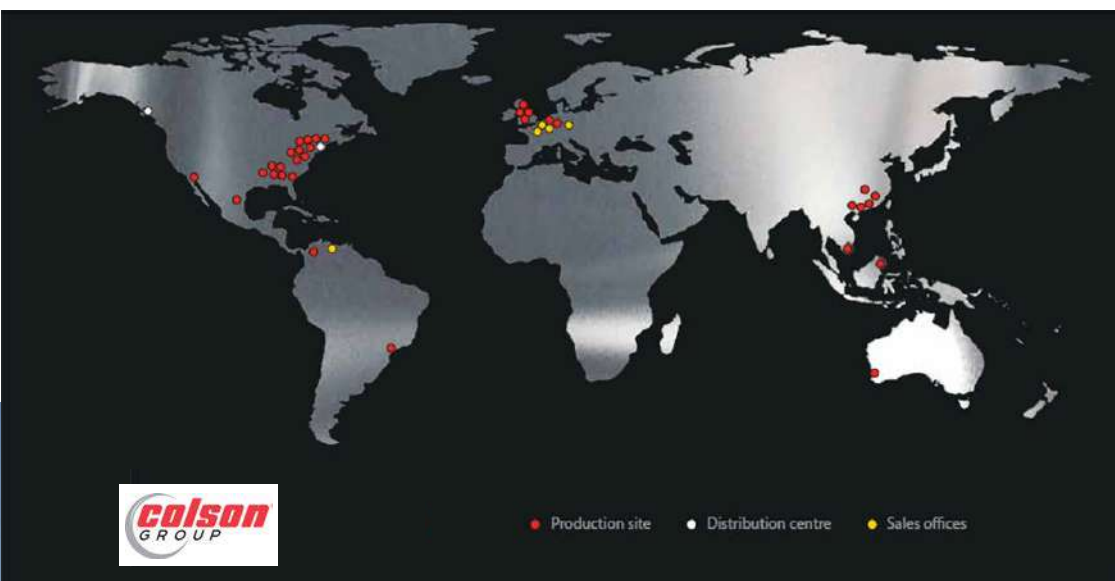 colson
GROUP
Production site
Distribution centre
Sales offices